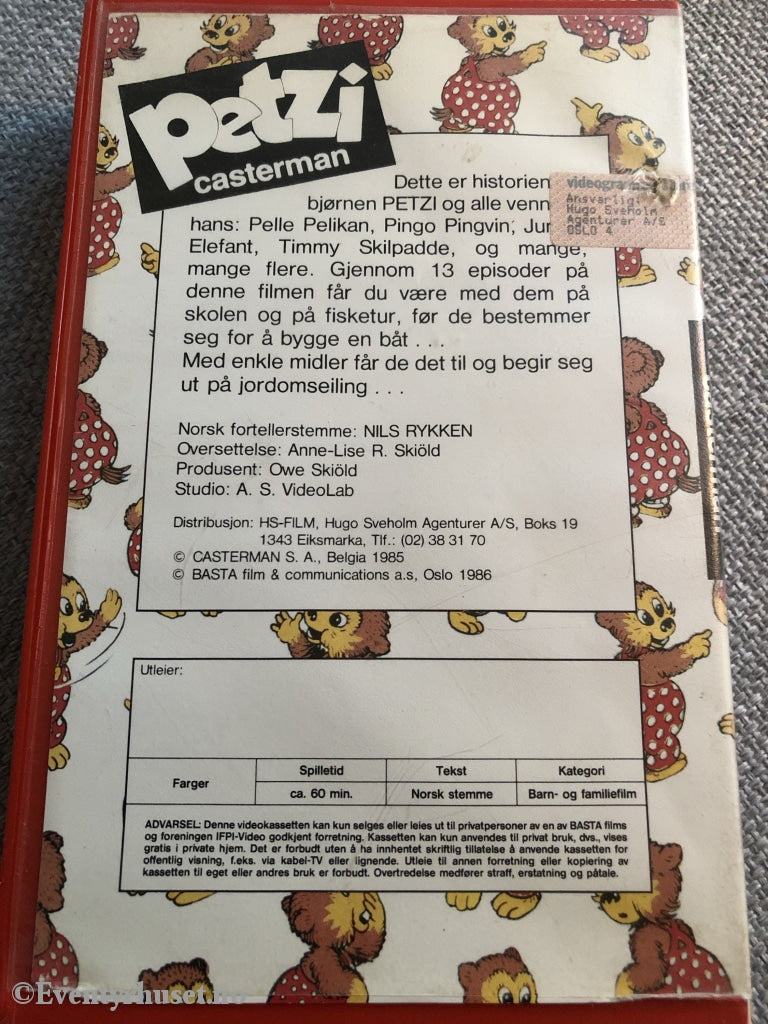 petzi
casterman
Dette er historien
bjørnen PETZI og alle venn
hans: Pelle Pelikan, Pingo Pingvin,
Elefant, Timmy Skilpadde, og mange,
mange flere. Gjennom 13 episoder på
denne filmen får du være med dem på
skolen og på fisketur, før de bestemmer
seg for å bygge en båt . . .
Med enkle midler får de det til og begir seg
ut på jordomseiling . . .
Ansvarlig:
Hugo Sveholm
Agenturer A/S
OSLO 4
Norsk fortellerstemme: NILS RYKKEN
Oversettelse: Anne-Lise R. Skiöld
Produsent: Owe Skiöld
Studio: A. S. VideoLab
Distribusjon: HS-FILM, Hugo Sveholm Agenturer A/S, Boks 19
1343 Eiksmarka, Tlf.: (02) 38 31 70
© CASTERMAN S. A., Belgia 1985
© BASTA film & communications a.s, Oslo 1986
Utleier:
Farger
Spilletid
Tekst
Kategori
ca. 60 min.
Norsk stemme
Barn- og familiefilm
ADVARSEL: Denne videokassetten kan kun selges eller leies ut til privatpersoner av en av BASTA films
og foreningen IFPI-Video godkjent forretning. Kassetten kan kun anvendes til privat bruk, dvs., vises
gratis i private hjem. Det er forbudt uten å ha innhentet skriftlig tillatelse å anvende kassetten for
offentlig visning, f.eks. via kabel-TV eller lignende. Utleie til annen forretning eller kopiering av
kassetten til eget eller andres bruk er forbudt. Overtredelse medfører straff, erstatning og påtale.
©Eventyrhuset.no